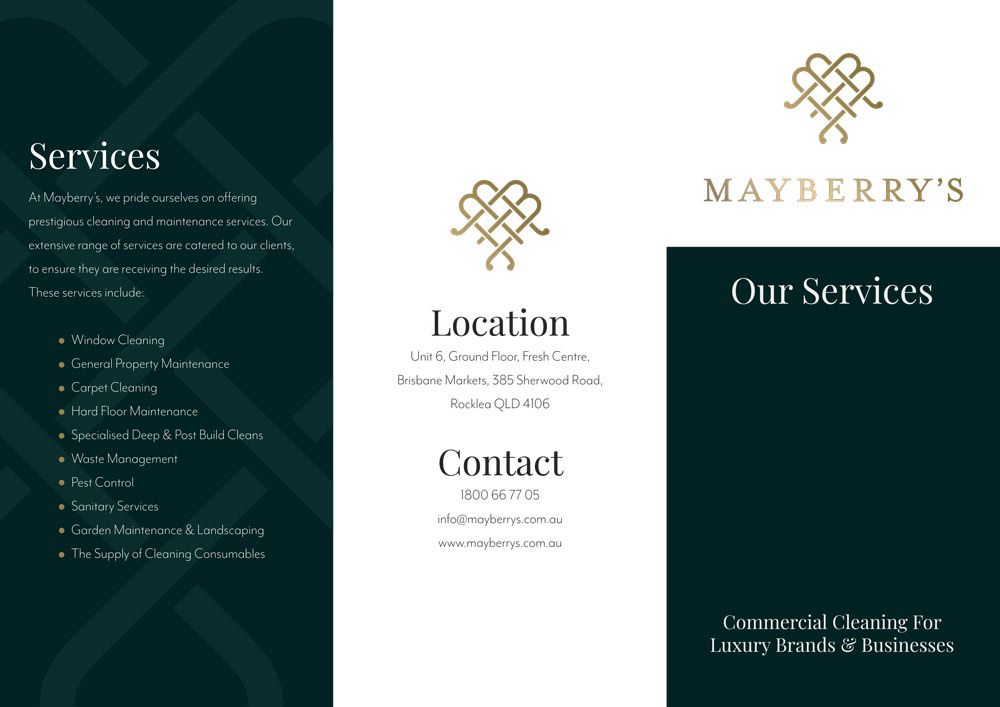 Services
At Mayberry's, we pride ourselves on offering
prestigious cleaning and maintenance services. Our
extensive range of services are catered to our clients,
to ensure they are receiving the desired results.
These services include:
Window Cleaning
General Property Maintenance
Carpet Cleaning
Hard Floor Maintenance
Specialised Deep & Post Build Cleans
Waste Management
Pest Control
Sanitary Services
Garden Maintenance & Landscaping
The Supply of Cleaning Consumables
Location
Unit 6, Ground Floor, Fresh Centre,
Brisbane Markets, 385 Sherwood Road,
Rocklea QLD 4106
Contact
1800 66 77 05
info@mayberrys.com.au
www.mayberrys.com.au
MAYBERRY'S
Our Services
Commercial Cleaning For
Luxury Brands & Businesses